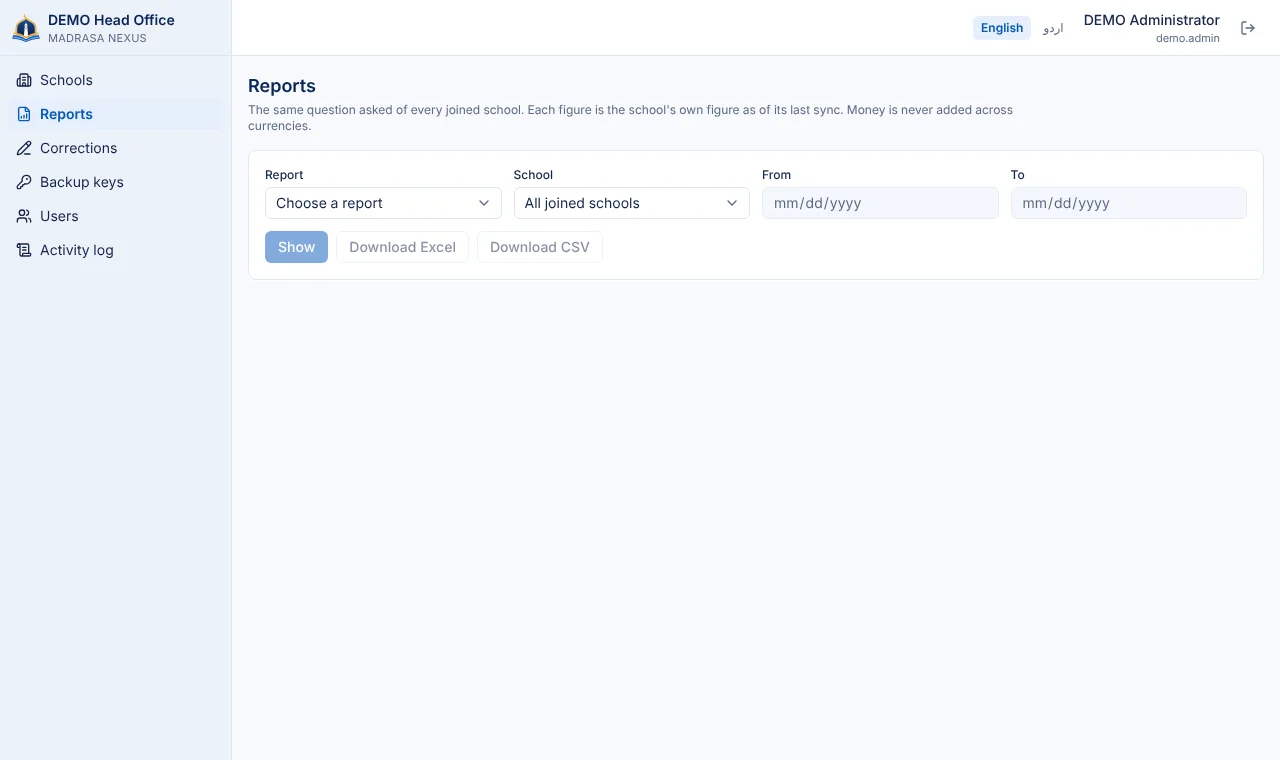 DEMO Head Office
MADRASA NEXUS
English
اردو
DEMO Administrator
demo.admin
Schools
Reports
Corrections
Backup keys
Users
Activity log
Reports
The same question asked of every joined school. Each figure is the school's own figure as of its last sync. Money is never added across
currencies.
Report
School
From
To
Choose a report
All joined schools
mm/dd/yyyy
mm/dd/yyyy
Show
Download Excel
Download CSV